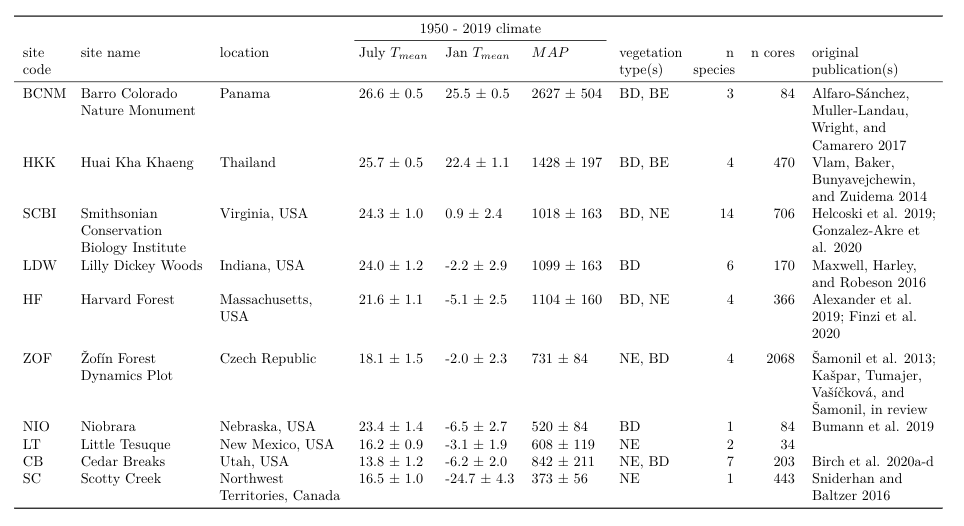 1950 - 2019 climate
site code site name location July Tmean Jan Tmean MAP vegetation type(s) n species n cores original publication(s)
BCNM Barro Colorado Panama 26.6 ± 0.5 25.5 ± 0.5 2627 ± 504 BD, BE 3 84 Alfaro-Sánchez,
Nature Monument Muller-Landau,
Wright, and
Camarero 2017
HKK Huai Kha Khaeng Thailand 25.7 ± 0.5 22.4 ± 1.1 1428 ± 197 BD, BE 4 470 Vlam, Baker,
Bunyavejchewin,
and Zuidema 2014
SCBI Smithsonian Virginia, USA 24.3 ± 1.0 0.9 ± 2.4 1018 ± 163 BD, NE 14 706 Helcoski et al. 2019;
Conservation Gonzalez-Akre et
Biology Institute al. 2020
LDW Lilly Dickey Woods Indiana, USA 24.0 ± 1.2 -2.2 ± 2.9 1099 ± 163 BD 6 170 Maxwell, Harley,
and Robeson 2016
HF Harvard Forest Massachusetts, 21.6 ± 1.1 -5.1 ± 2.5 1104 ± 160 BD, NE 4 366 Alexander et al.
USA 2019; Finzi et al.
2020
ZOF Žofín Forest Czech Republic 18.1 ± 1.5 -2.0 ± 2.3 731 ± 84 NE, BD 4 2068 Šamonil et al. 2013;
Dynamics Plot Kašpar, Tumajer,
Vašíčková, and
Šamonil, in review
NIO Niobrara Nebraska, USA 23.4 ± 1.4 -6.5 ± 2.7 520 ± 84 BD 1 84 Bumann et al. 2019
LT Little Tesuque New Mexico, USA 16.2 ± 0.9 -3.1 ± 1.9 608 ± 119 NE 2 34
CB Cedar Breaks Utah, USA 13.8 ± 1.2 -6.2 ± 2.0 842 ± 211 NE, BD 7 203 Birch et al. 2020a-d
SC Scotty Creek Northwest 16.5 ± 1.0 -24.7 ± 4.3 373 ± 56 NE 1 443 Sniderhan and
Territories, Canada Baltzer 2016